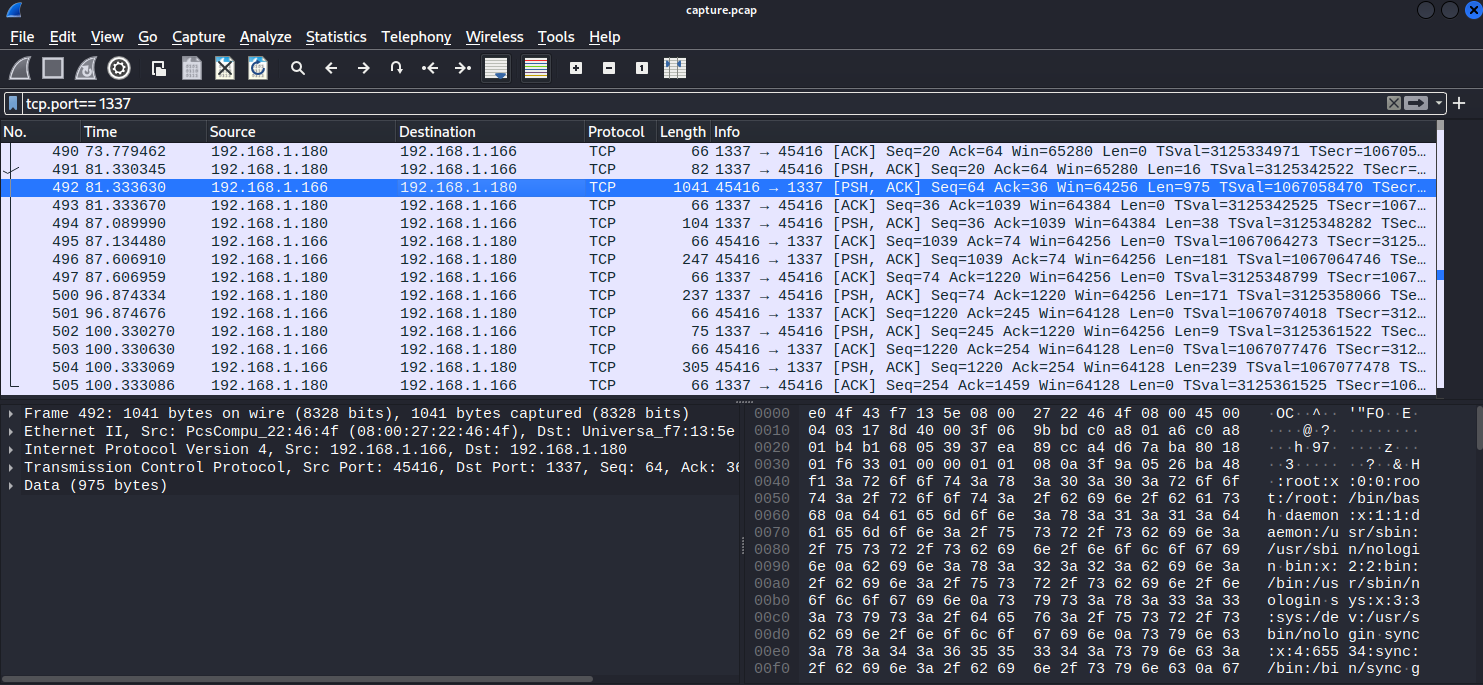 capture.pcap
File Edit View Go Capture Analyze Statistics Telephony Wireless Tools Help
tcp.port== 1337
No. Time Source Destination Protocol Length Info
490 73.779462 192.168.1.180 192.168.1.166 TCP 66 1337 → 45416 [ACK] Seq=20 Ack=64 Win=65280 Len=0 TSval=3125334971 TSecr=106705…
491 81.330345 192.168.1.180 192.168.1.166 TCP 82 1337 → 45416 [PSH, ACK] Seq=20 Ack=64 Win=65280 Len=16 TSval=3125342522 TSecr=…
492 81.333630 192.168.1.166 192.168.1.180 TCP 1041 45416 → 1337 [PSH, ACK] Seq=64 Ack=36 Win=64256 Len=975 TSval=1067058470 TSecr…
493 81.333670 192.168.1.180 192.168.1.166 TCP 66 1337 → 45416 [ACK] Seq=36 Ack=1039 Win=64384 Len=0 TSval=3125342525 TSecr=1067…
494 87.089990 192.168.1.180 192.168.1.166 TCP 104 1337 → 45416 [PSH, ACK] Seq=36 Ack=1039 Win=64384 Len=38 TSval=3125348282 TSec…
495 87.134480 192.168.1.166 192.168.1.180 TCP 66 45416 → 1337 [ACK] Seq=1039 Ack=74 Win=64256 Len=0 TSval=1067064273 TSecr=3125…
496 87.606910 192.168.1.166 192.168.1.180 TCP 247 45416 → 1337 [PSH, ACK] Seq=1039 Ack=74 Win=64256 Len=181 TSval=1067064746 TSe…
497 87.606959 192.168.1.180 192.168.1.166 TCP 66 1337 → 45416 [ACK] Seq=74 Ack=1220 Win=64256 Len=0 TSval=3125348799 TSecr=1067…
500 96.874334 192.168.1.180 192.168.1.166 TCP 237 1337 → 45416 [PSH, ACK] Seq=74 Ack=1220 Win=64256 Len=171 TSval=3125358066 TSe…
501 96.874676 192.168.1.166 192.168.1.180 TCP 66 45416 → 1337 [ACK] Seq=1220 Ack=245 Win=64128 Len=0 TSval=1067074018 TSecr=312…
502 100.330270 192.168.1.180 192.168.1.166 TCP 75 1337 → 45416 [PSH, ACK] Seq=245 Ack=1220 Win=64256 Len=9 TSval=3125361522 TSec…
503 100.330630 192.168.1.166 192.168.1.180 TCP 66 45416 → 1337 [ACK] Seq=1220 Ack=254 Win=64128 Len=0 TSval=1067077476 TSecr=312…
504 100.333069 192.168.1.166 192.168.1.180 TCP 305 45416 → 1337 [PSH, ACK] Seq=1220 Ack=254 Win=64128 Len=239 TSval=1067077478 TS…
505 100.333086 192.168.1.180 192.168.1.166 TCP 66 1337 → 45416 [ACK] Seq=254 Ack=1459 Win=64128 Len=0 TSval=3125361525 TSecr=106…
Frame 492: 1041 bytes on wire (8328 bits), 1041 bytes captured (8328 bits)
Ethernet II, Src: PcsCompu_22:46:4f (08:00:27:22:46:4f), Dst: Universa_f7:13:5e
Internet Protocol Version 4, Src: 192.168.1.166, Dst: 192.168.1.180
Transmission Control Protocol, Src Port: 45416, Dst Port: 1337, Seq: 64, Ack: 36
Data (975 bytes)
0000 e0 4f 43 f7 13 5e 08 00 27 22 46 4f 08 00 45 00 ·OC··^·· '"FO··E·
0010 04 03 17 8d 40 00 3f 06 9b bd c0 a8 01 a6 c0 a8 ····@·?· ········
0020 01 b4 b1 68 05 39 37 ea 89 cc a4 d6 7a ba 80 18 ···h·97· ····z···
0030 01 f6 33 01 00 00 01 01 08 0a 3f 9a 05 26 ba 48 ··3····· ··?··&·H
0040 f1 3a 72 6f 6f 74 3a 78 3a 30 3a 30 3a 72 6f 6f ·:root:x :0:0:roo
0050 74 3a 2f 72 6f 6f 74 3a 2f 62 69 6e 2f 62 61 73 t:/root: /bin/bas
0060 68 0a 64 61 65 6d 6f 6e 3a 78 3a 31 3a 31 3a 64 h·daemon :x:1:1:d
0070 61 65 6d 6f 6e 3a 2f 75 73 72 2f 73 62 69 6e 3a aemon:/u sr/sbin:
0080 2f 75 73 72 2f 73 62 69 6e 2f 6e 6f 6c 6f 67 69 /usr/sbi n/nologi
0090 6e 0a 62 69 6e 3a 78 3a 32 3a 32 3a 62 69 6e 3a n·bin:x: 2:2:bin:
00a0 2f 62 69 6e 3a 2f 75 73 72 2f 73 62 69 6e 2f 6e /bin:/us r/sbin/n
00b0 6f 6c 6f 67 69 6e 0a 73 79 73 3a 78 3a 33 3a 33 ologin·s ys:x:3:3
00c0 3a 73 79 73 3a 2f 64 65 76 3a 2f 75 73 72 2f 73 :sys:/de v:/usr/s
00d0 62 69 6e 2f 6e 6f 6c 6f 67 69 6e 0a 73 79 6e 63 bin/nolo gin·sync
00e0 3a 78 3a 34 3a 36 35 35 33 34 3a 73 79 6e 63 3a :x:4:655 34:sync:
00f0 2f 62 69 6e 3a 2f 62 69 6e 2f 73 79 6e 63 0a 67 /bin:/bi n/sync·g